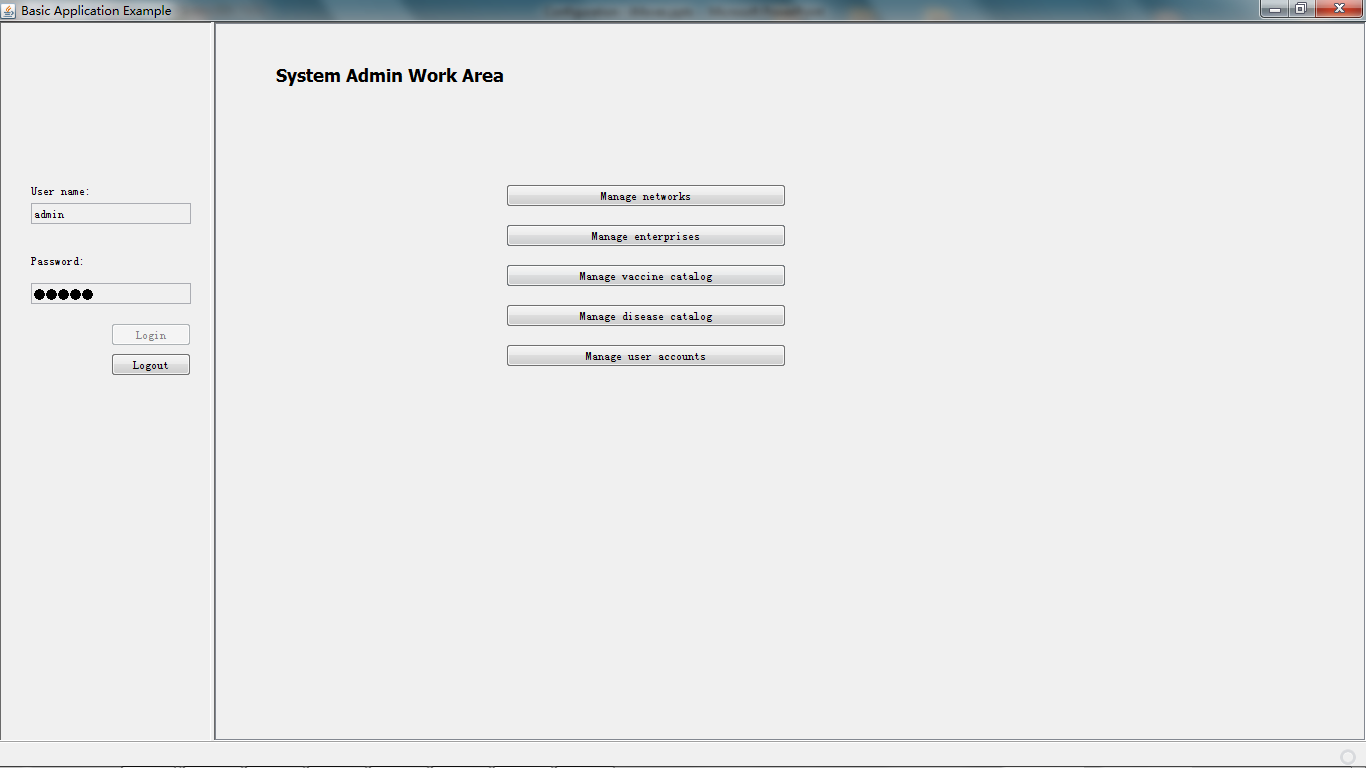 Basic Application Example
System Admin Work Area
User name:
admin
Password:
Login
Logout
Manage networks
Manage enterprises
Manage vaccine catalog
Manage disease catalog
Manage user accounts